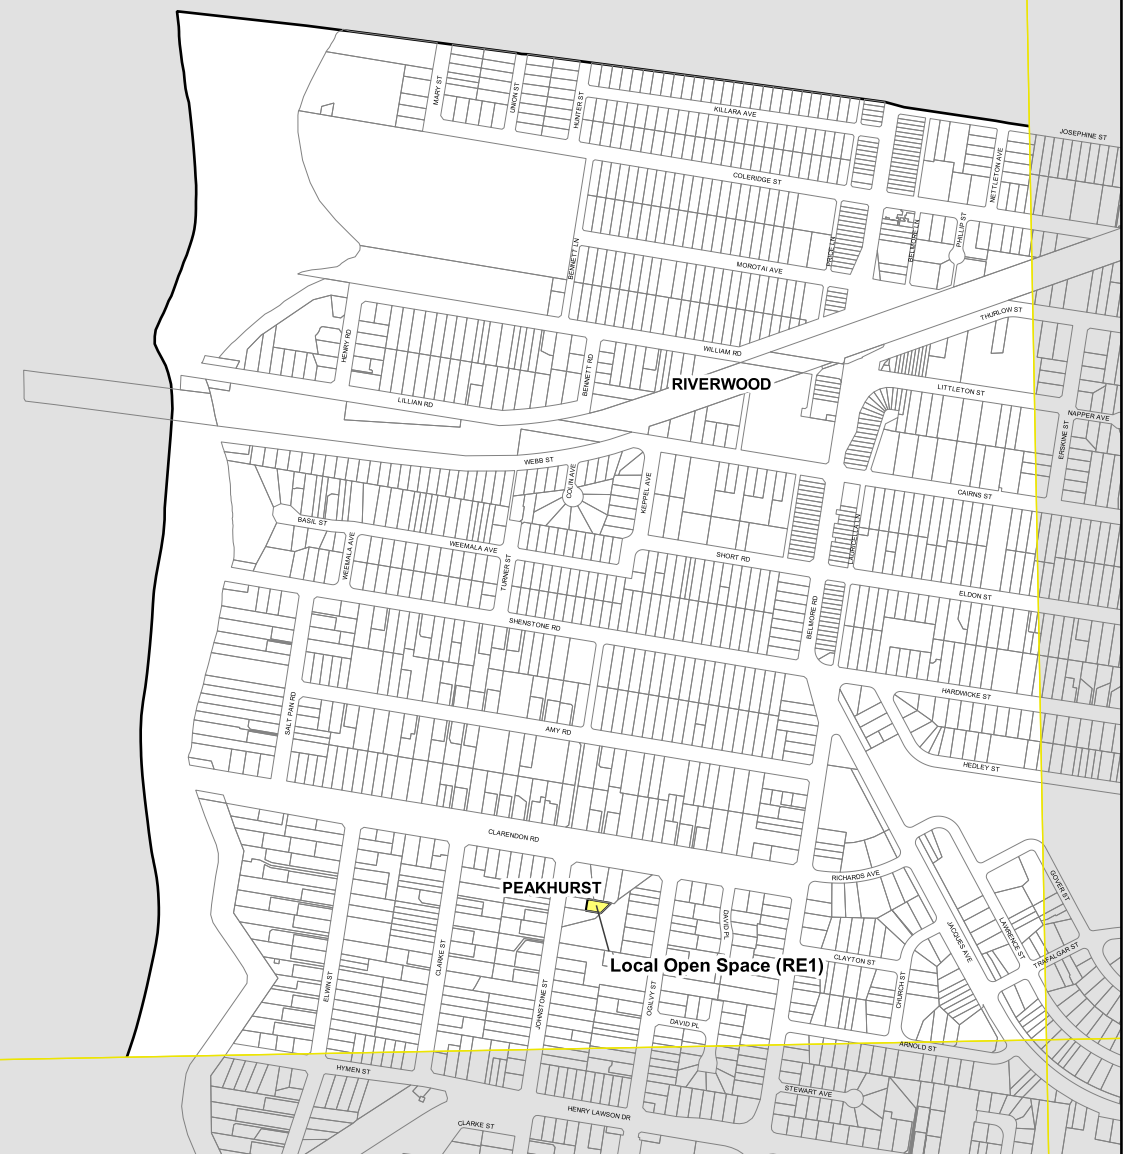 JOSEPHINE ST
MARY ST
UNION ST
HUNTER ST
KILLARA AVE
NETTLETON AVE
COLERIDGE ST
PHILLIP ST
BELMORE LN
PRICE LN
BENNETT LN
MOROTAI AVE
THURLOW ST
HENRY RD
WILLIAM RD
BENNETT RD
RIVERWOOD
LITTLETON ST
LILLIAN RD
NAPPER AVE
ERSKINE ST
WEBB ST
COLIN AVE
KEPPEL AVE
CAIRNS ST
BASIL ST
LAURICELLA LN
WEEMALA AVE
WEEMALA AVE
TURNER ST
SHORT RD
ELDON ST
BELMORE RD
SHENSTONE RD
HARDWICKE ST
SALT PAN RD
AMY RD
HEDLEY ST
CLARENDON RD
RICHARDS AVE
GOVER ST
PEAKHURST
DAVID PL
JACQUES AVE
LAWRENCE ST
CLARKE ST
TRAFALGAR ST
CLAYTON ST
Local Open Space (RE1)
ELWIN ST
JOHNSTONE ST
OGILVY ST
CHURCH ST
DAVID PL
ARNOLD ST
HYMEN ST
STEWART AVE
HENRY LAWSON DR
CLARKE ST